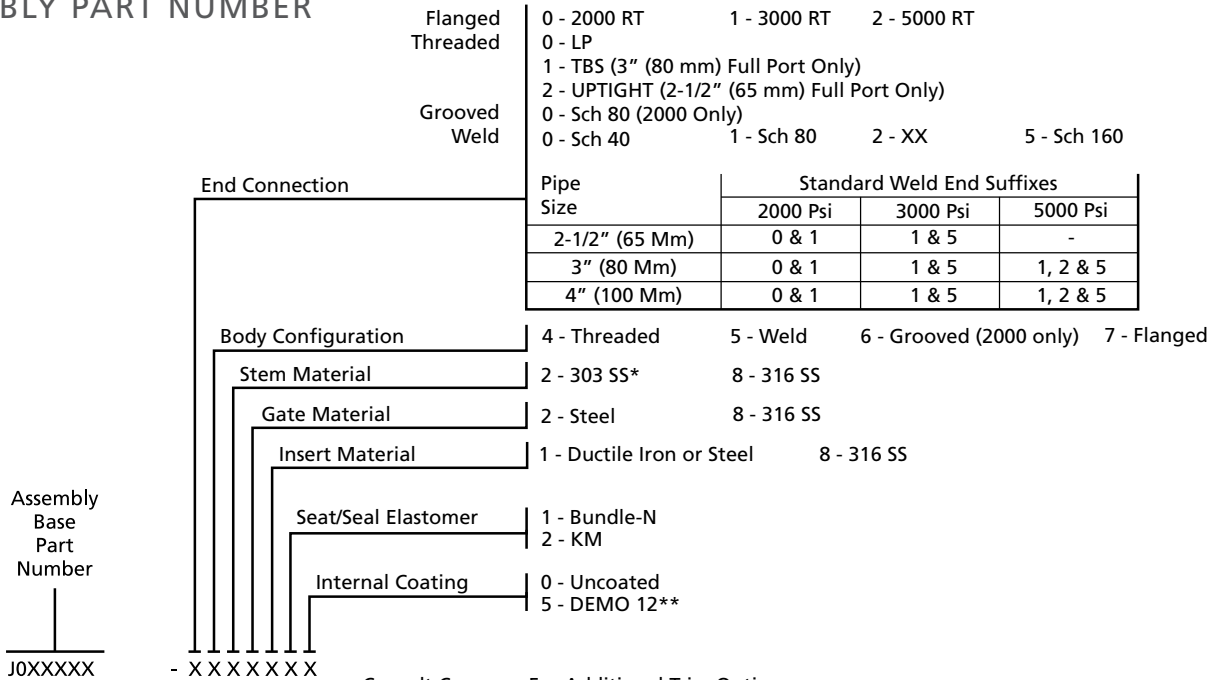 PART NUMBER
Flanged 0 - 2000 RT 1 - 3000 RT 2 - 5000 RT
Threaded 0 - LP
1 - TBS (3” (80 mm) Full Port Only)
2 - UPTIGHT (2-1/2” (65 mm) Full Port Only)
Grooved 0 - Sch 80 (2000 Only)
Weld 0 - Sch 40 1 - Sch 80 2 - XX 5 - Sch 160
End Connection
Pipe Size Standard Weld End Suffixes
2000 Psi 3000 Psi 5000 Psi
2-1/2” (65 Mm) 0 & 1 1 & 5 -
3” (80 Mm) 0 & 1 1 & 5 1, 2 & 5
4” (100 Mm) 0 & 1 1 & 5 1, 2 & 5
Body Configuration 4 - Threaded 5 - Weld 6 - Grooved (2000 only) 7 - Flanged
Stem Material 2 - 303 SS* 8 - 316 SS
Gate Material 2 - Steel 8 - 316 SS
Insert Material 1 - Ductile Iron or Steel 8 - 316 SS
Seat/Seal Elastomer 1 - Bundle-N
2 - KM
Internal Coating 0 - Uncoated
5 - DEMO 12**
Assembly
Base
Part
Number
J0XXXXX - X X X X X X X